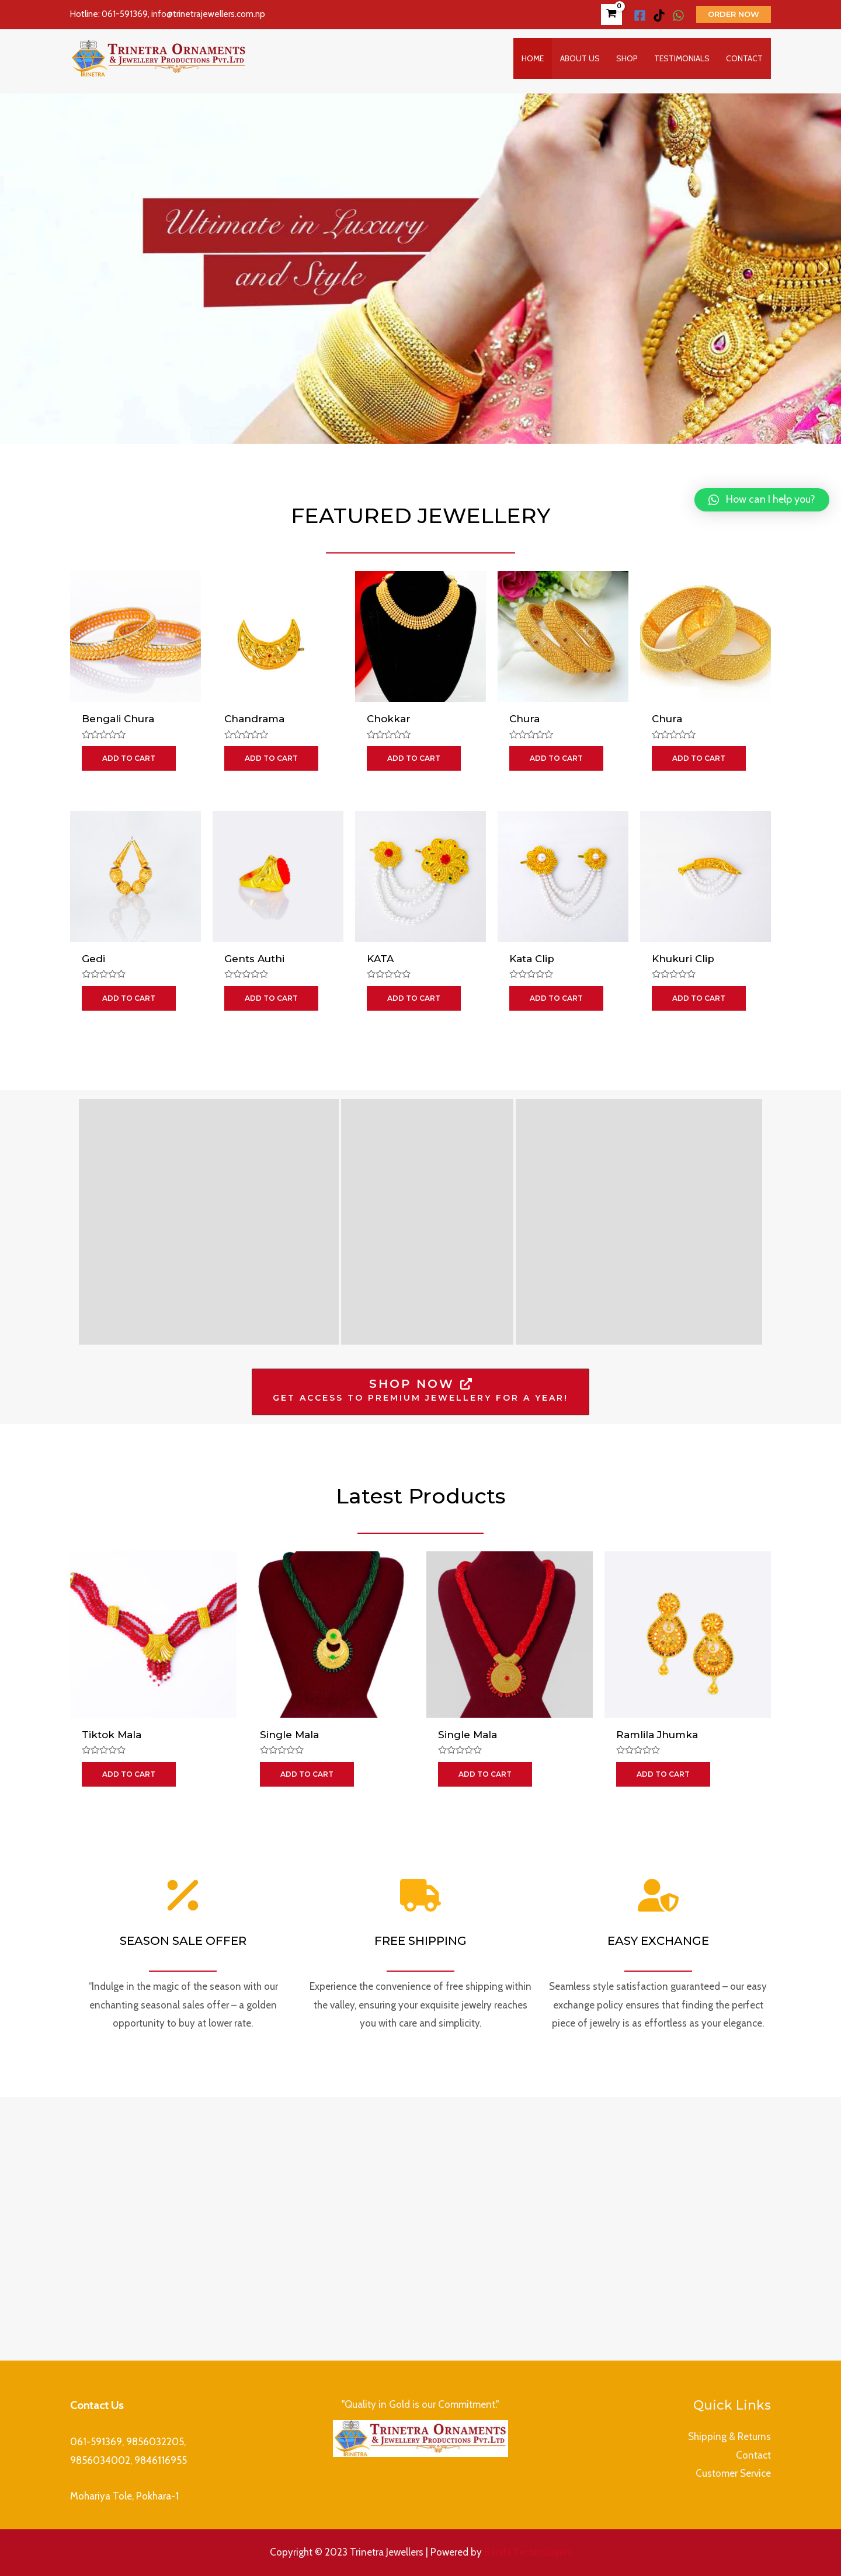 Hotline: 061-591369, info@trinetrajewellers.com.np
0
ORDER NOW
TRINETRA ORNAMENTS
& JEWELLERY PRODUCTIONS PVT.LTD
TRINETRA
HOME ABOUT US SHOP TESTIMONIALS CONTACT
Ultimate in Luxury
and Style
How can I help you?
FEATURED JEWELLERY
Bengali Chura Chandrama Chokkar Chura Chura
ADD TO CART ADD TO CART ADD TO CART ADD TO CART ADD TO CART
Gedi Gents Authi KATA Kata Clip Khukuri Clip
ADD TO CART ADD TO CART ADD TO CART ADD TO CART ADD TO CART
SHOP NOW
GET ACCESS TO PREMIUM JEWELLERY FOR A YEAR!
Latest Products
Tiktok Mala Single Mala Single Mala Ramlila Jhumka
ADD TO CART ADD TO CART ADD TO CART ADD TO CART
SEASON SALE OFFER
"Indulge in the magic of the season with our
enchanting seasonal sales offer – a golden
opportunity to buy at lower rate.
FREE SHIPPING
Experience the convenience of free shipping within
the valley, ensuring your exquisite jewelry reaches
you with care and simplicity.
EASY EXCHANGE
Seamless style satisfaction guaranteed – our easy
exchange policy ensures that finding the perfect
piece of jewelry is as effortless as your elegance.
Contact Us
061-591369, 9856032205,
9856034002, 9846116955
Mohariya Tole, Pokhara-1
"Quality in Gold is our Commitment."
TRINETRA ORNAMENTS
& JEWELLERY PRODUCTIONS PVT.LTD
TRINETRA
Quick Links
Shipping & Returns
Contact
Customer Service
Copyright © 2023 Trinetra Jewellers | Powered by